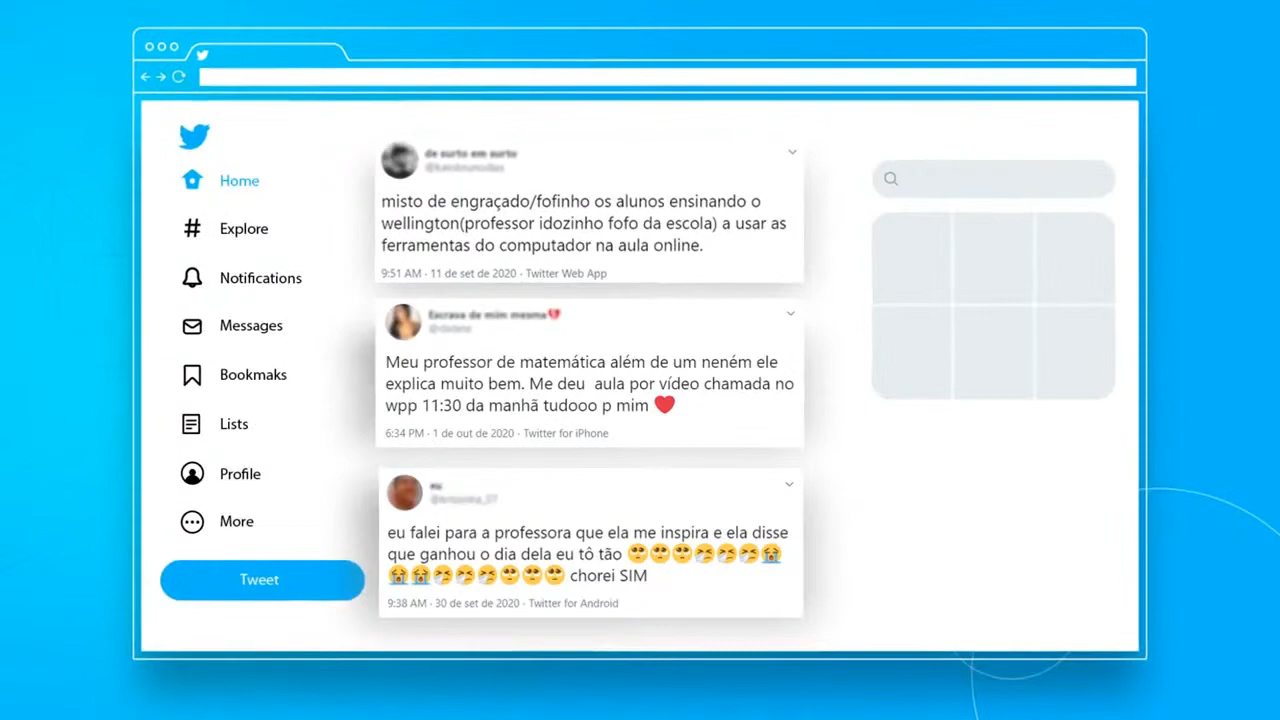 Home
Explore
Notifications
Messages
Bookmaks
Lists
Profile
More
Tweet
misto de engraçado/fofinho os alunos ensinando o
wellington(professor idozinho fofo da escola) a usar as
ferramentas do computador na aula online.
9:51 AM · 11 de set de 2020 · Twitter Web App
Escrava de mim mesma💔
Meu professor de matemática além de um neném ele
explica muito bem. Me deu aula por vídeo chamada no
wpp 11:30 da manhã tudooo p mim ❤️
6:34 PM · 1 de out de 2020 · Twitter for iPhone
eu
eu falei para a professora que ela me inspira e ela disse
que ganhou o dia dela eu tô tão 🥺🥺🥺🤧🤧🤧😭
😭😭🤧🤧🤧🥺🥺🥺 chorei SIM
9:38 AM · 30 de set de 2020 · Twitter for Android